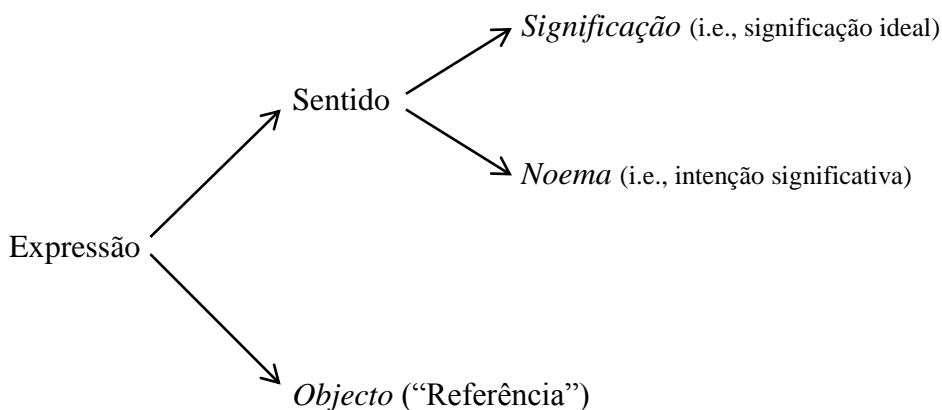 Significação (i.e., significação ideal)
Sentido
Noema (i.e., intenção significativa)
Expressão
Objecto (“Referência”)